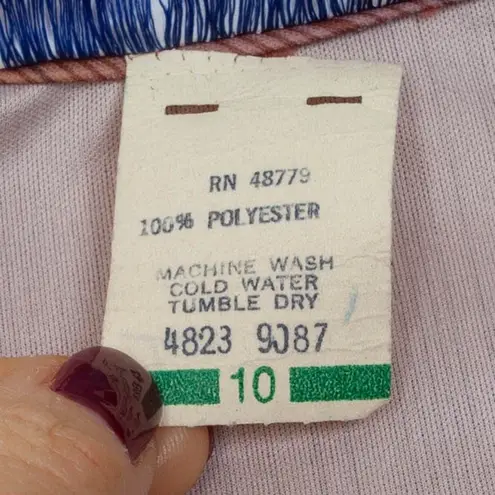 RN 48779
100% POLYESTER
MACHINE WASH
COLD WATER
TUMBLE DRY
4823 9087
10